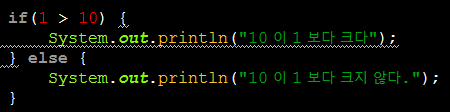 if(1 > 10) {
    System.out.println("10 이 1 보다 크다");
} else {
    System.out.println("10 이 1 보다 크지 않다.");
}